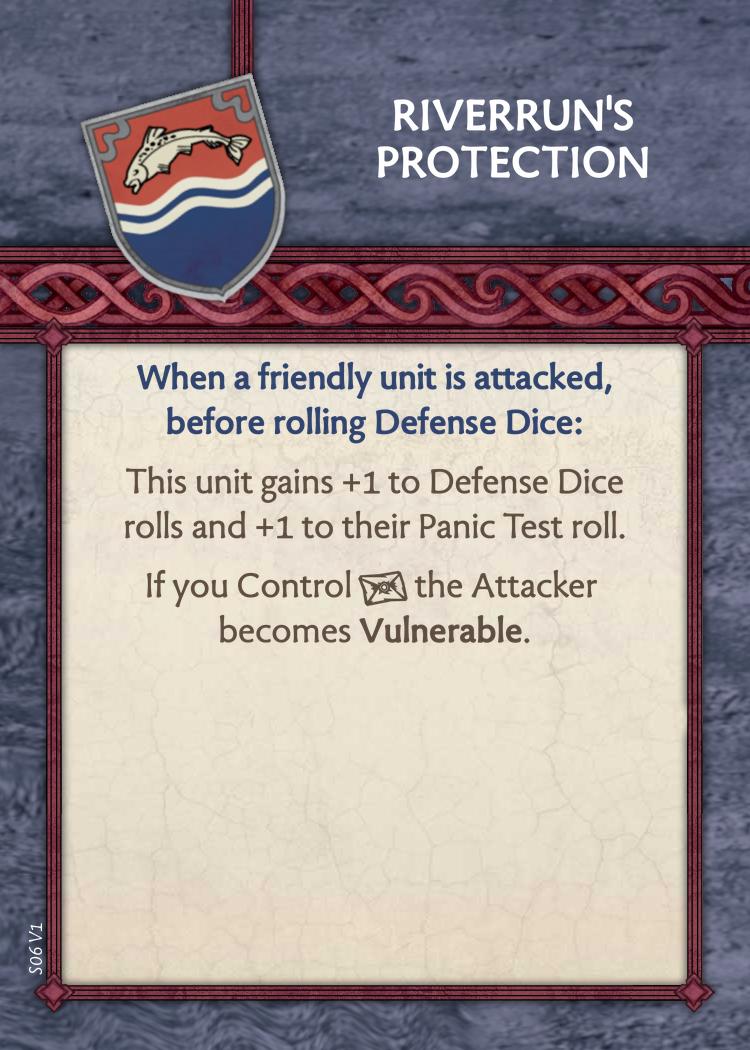 RIVERRUN'S
PROTECTION
When a friendly unit is attacked,
before rolling Defense Dice:
This unit gains +1 to Defense Dice
rolls and +1 to their Panic Test roll.
If you Control the Attacker
becomes Vulnerable.
S06 V1